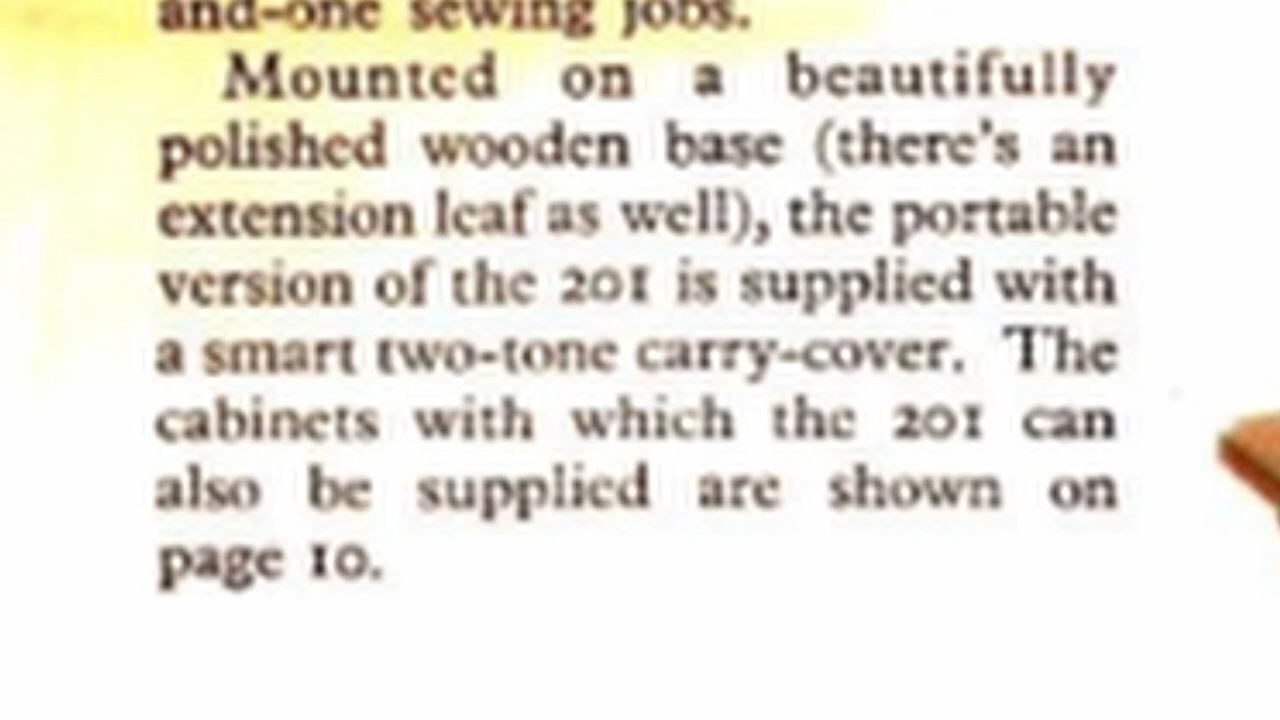 and-one sewing jobs.
Mounted on a beautifully
polished wooden base (there's an
extension leaf as well), the portable
version of the 201 is supplied with
a smart two-tone carry-cover. The
cabinets with which the 201 can
also be supplied are shown on
page 10.